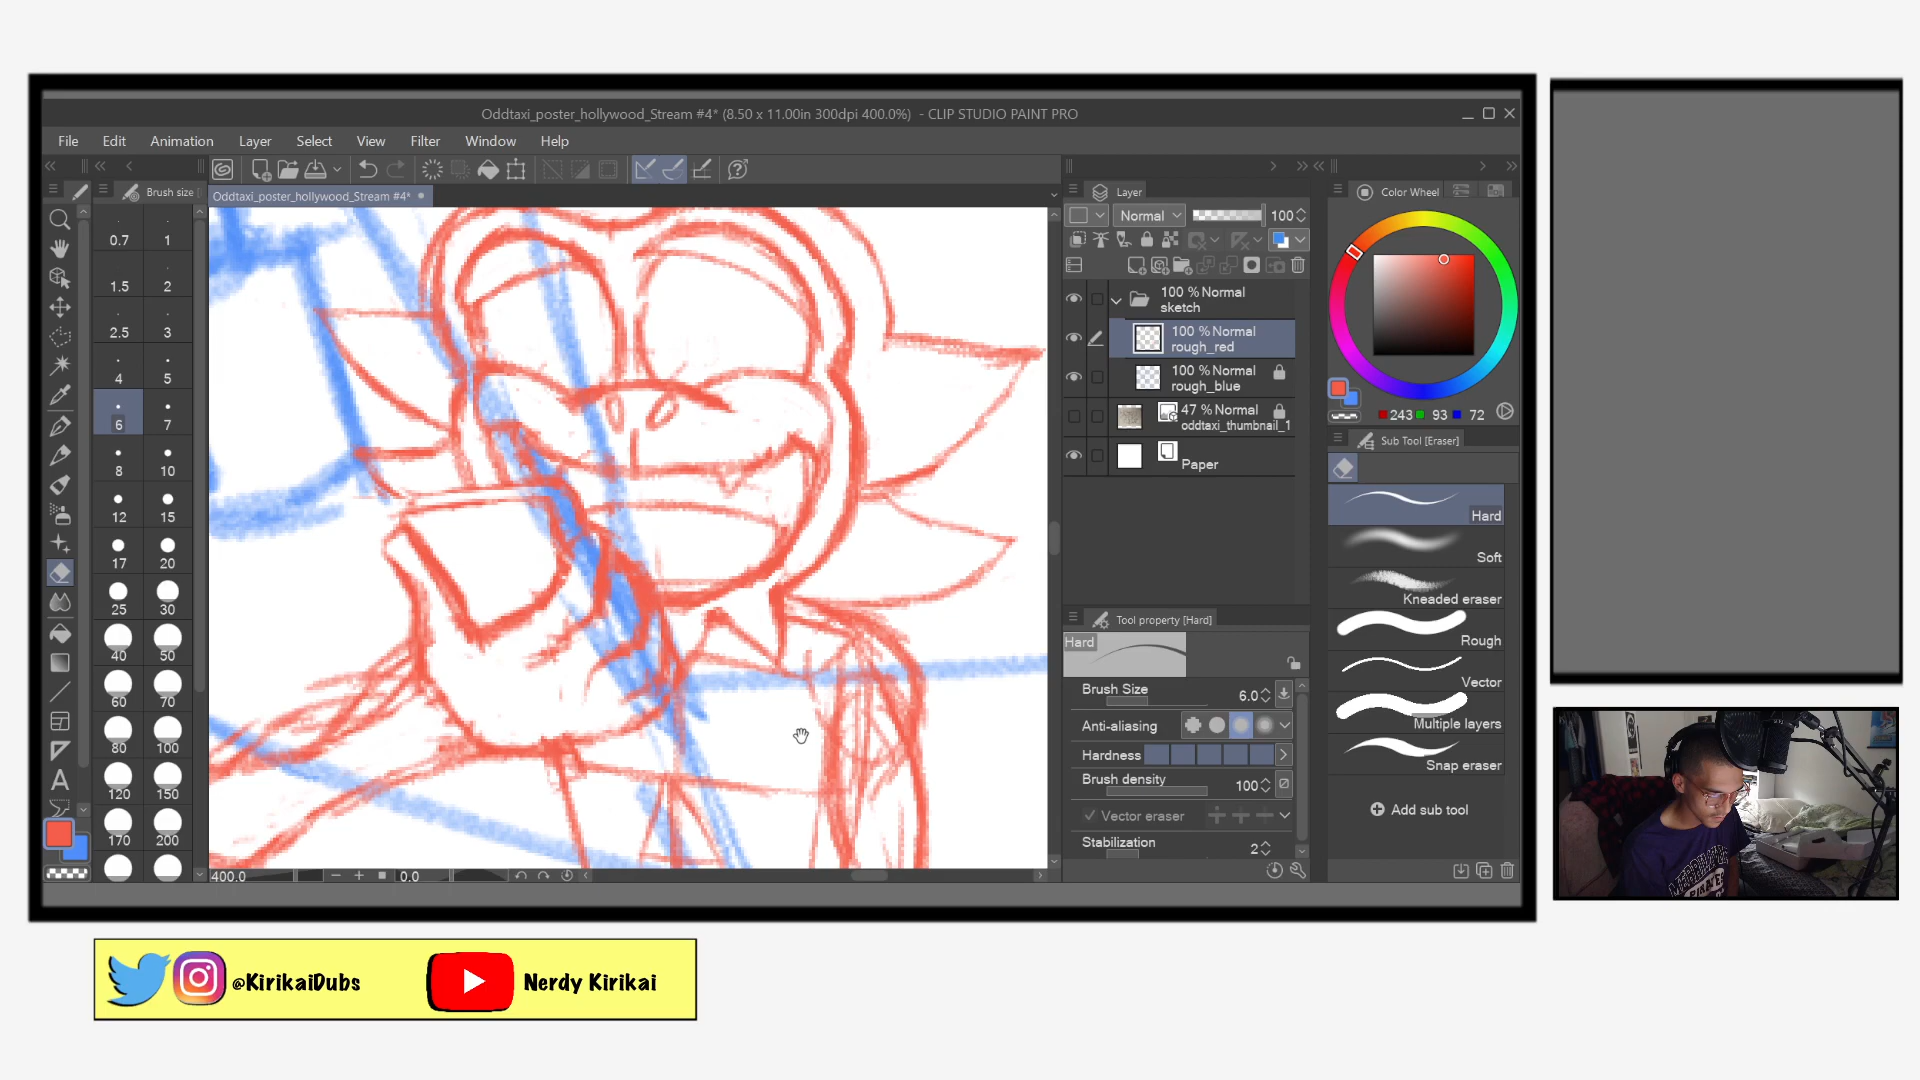 Oddtaxi_poster_hollywood_Stream #4* (8.50 x 11.00in 300dpi 400.0%) - CLIP STUDIO PAINT PRO
File Edit Animation Layer Select View Filter Window Help
Brush size
Oddtaxi_poster_hollywood_Stream #4*
0.7 1
1.5 2
2.5 3
4 5
6 7
8 10
12 15
17 20
25 30
40 50
60 70
80 100
120 150
170 200
400.0 0.0
Layer
Normal 100
100 % Normal
sketch
100 % Normal
rough_red
100 % Normal
rough_blue
47 % Normal
oddtaxi_thumbnail_1
Paper
Tool property [Hard]
Hard
Brush Size 6.0
Anti-aliasing
Hardness
Brush density 100
Vector eraser
Stabilization 2
Color Wheel
243 93 72
Sub Tool [Eraser]
Hard
Soft
Kneaded eraser
Rough
Vector
Multiple layers
Snap eraser
Add sub tool
@KirikaiDubs
Nerdy Kirikai